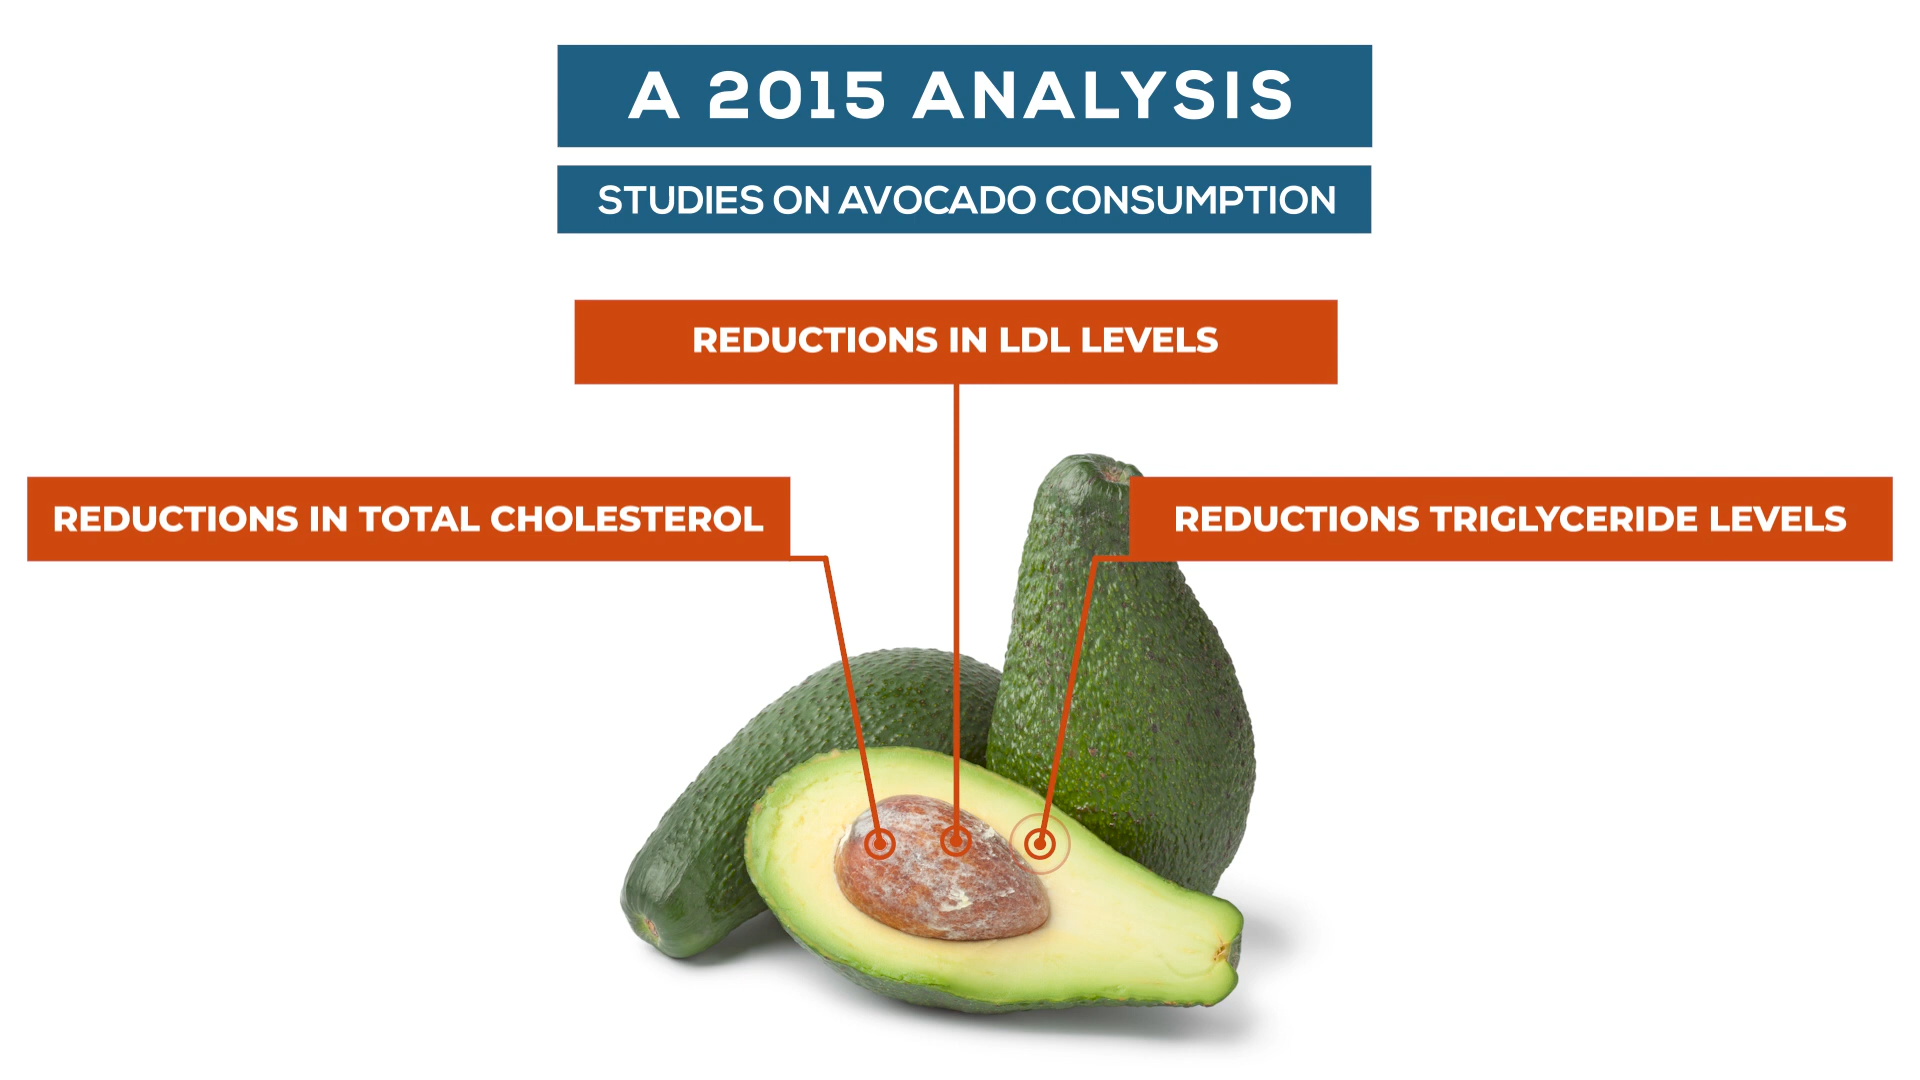 A 2015 ANALYSIS
STUDIES ON AVOCADO CONSUMPTION
REDUCTIONS IN LDL LEVELS
REDUCTIONS IN TOTAL CHOLESTEROL
REDUCTIONS TRIGLYCERIDE LEVELS